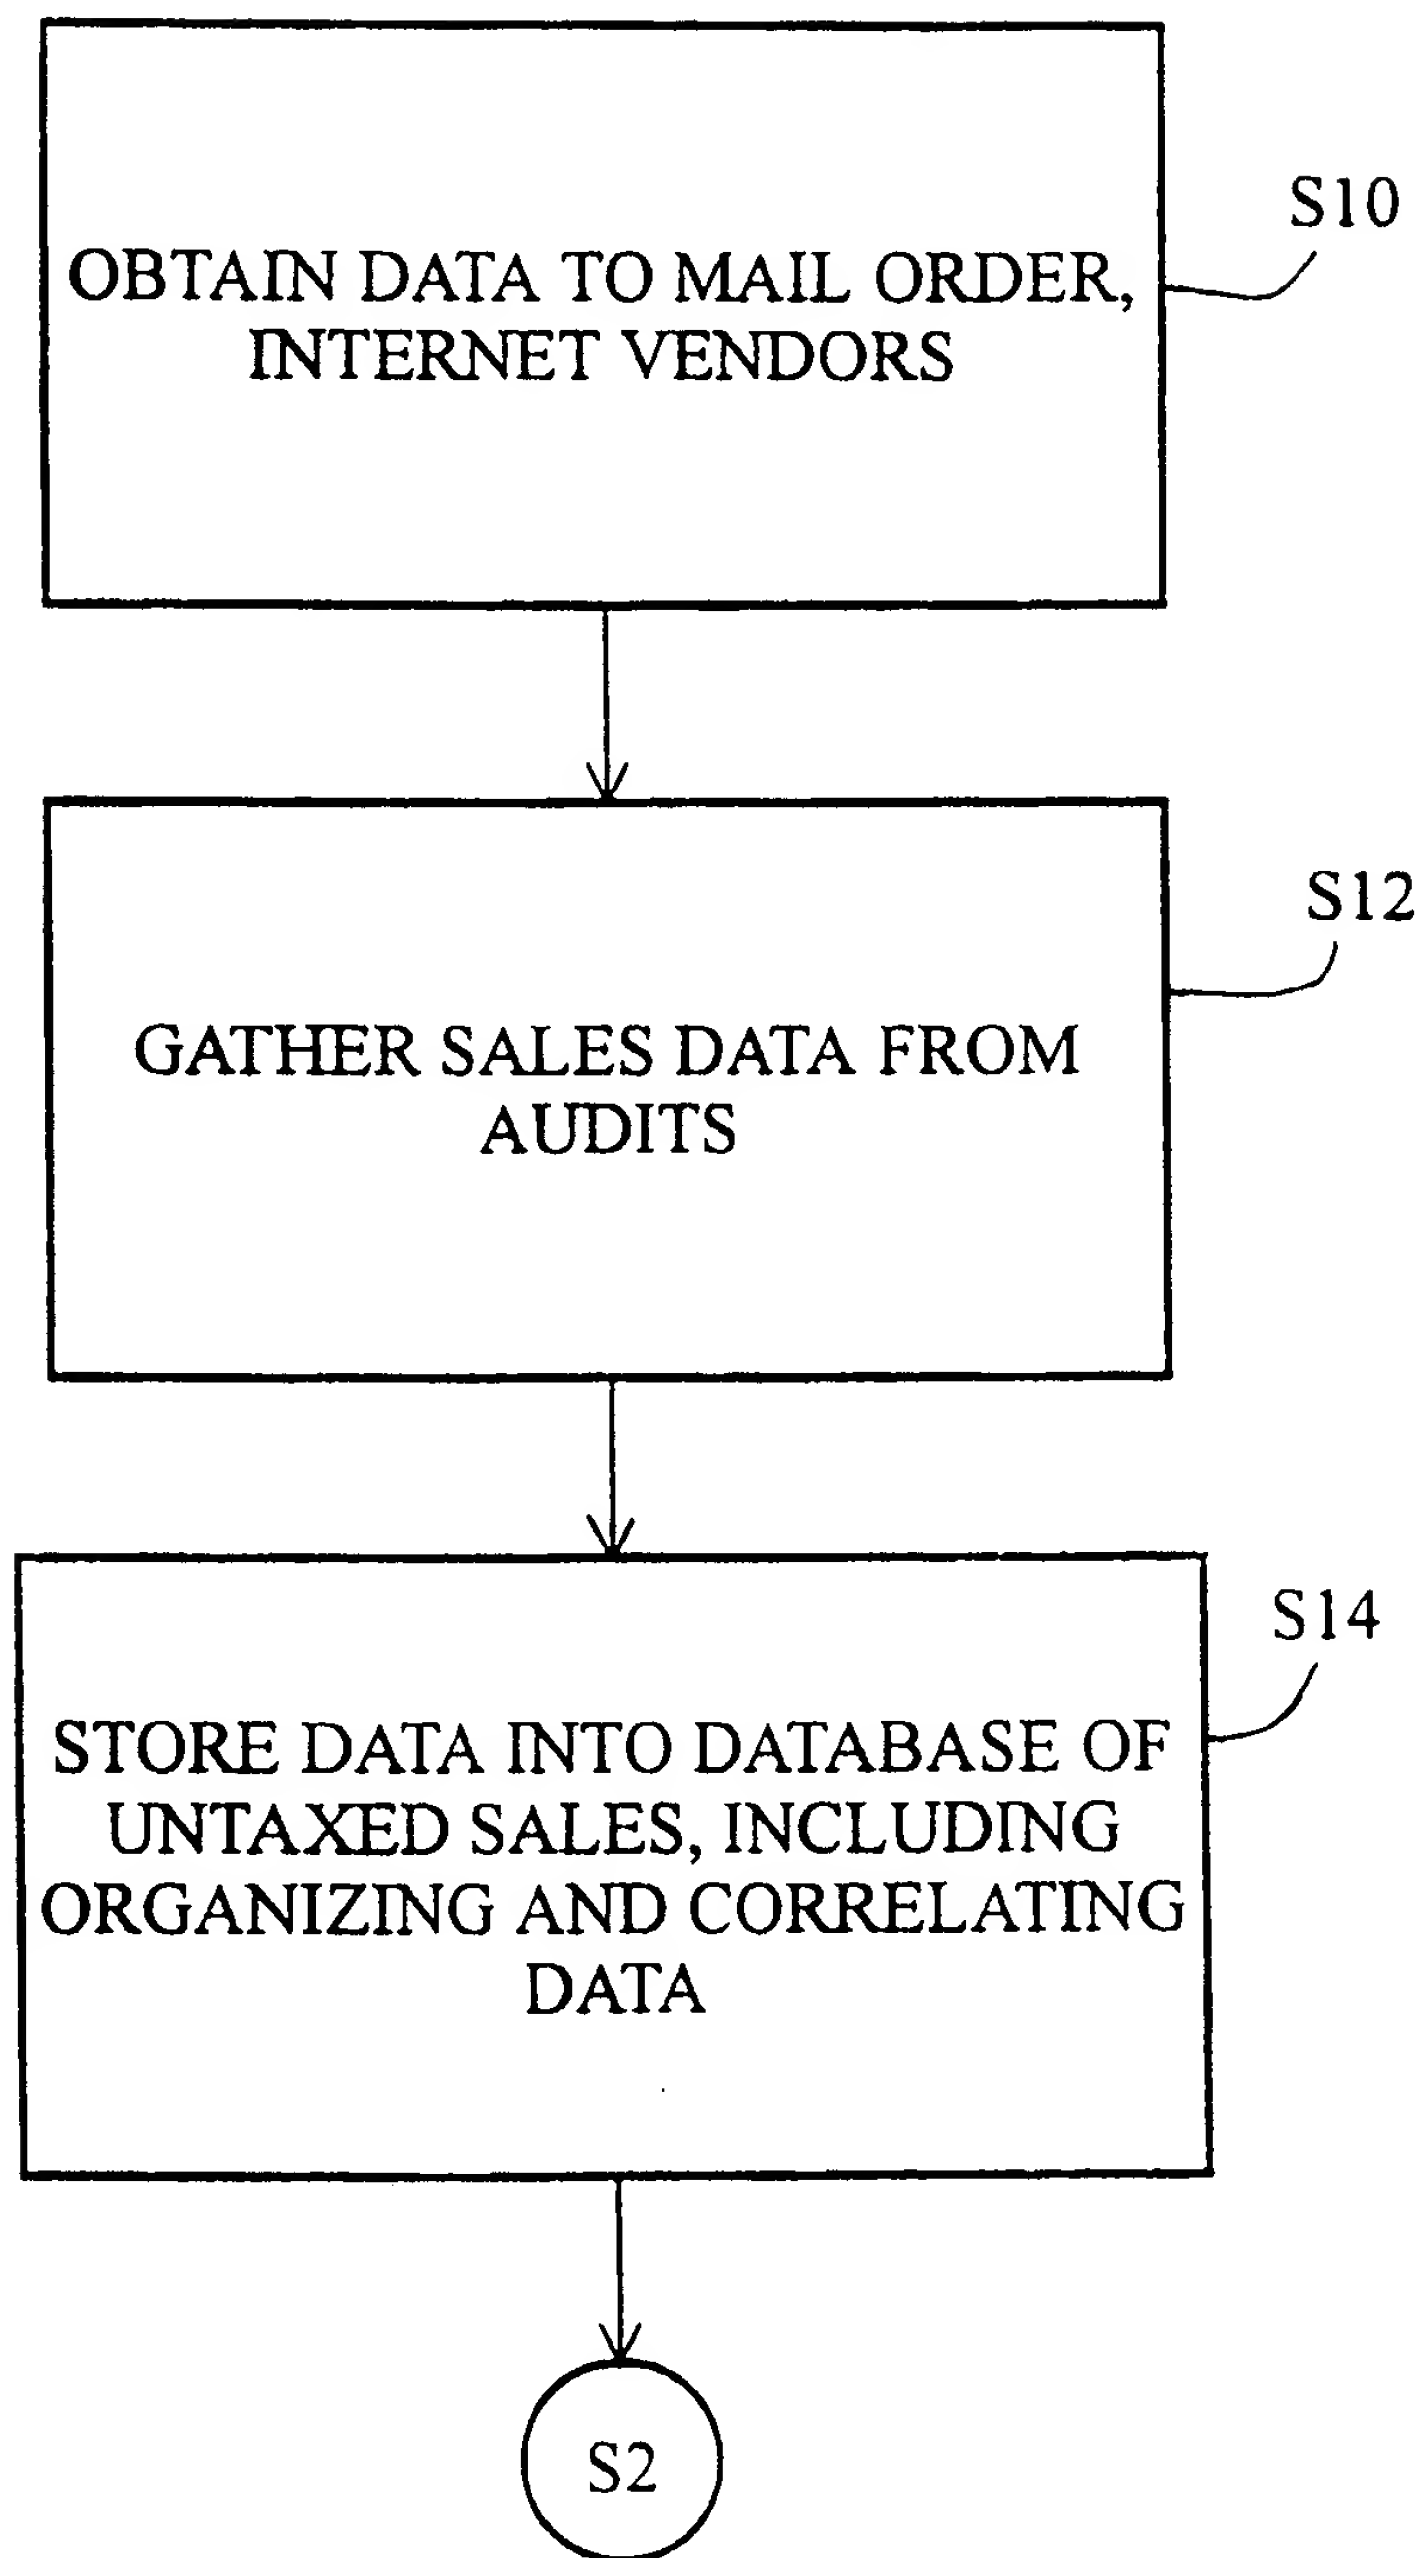 S10
OBTAIN DATA TO MAIL ORDER,
INTERNET VENDORS
S12
GATHER SALES DATA FROM
AUDITS
S14
STORE DATA INTO DATABASE OF
UNTAXED SALES, INCLUDING
ORGANIZING AND CORRELATING
DATA
S2